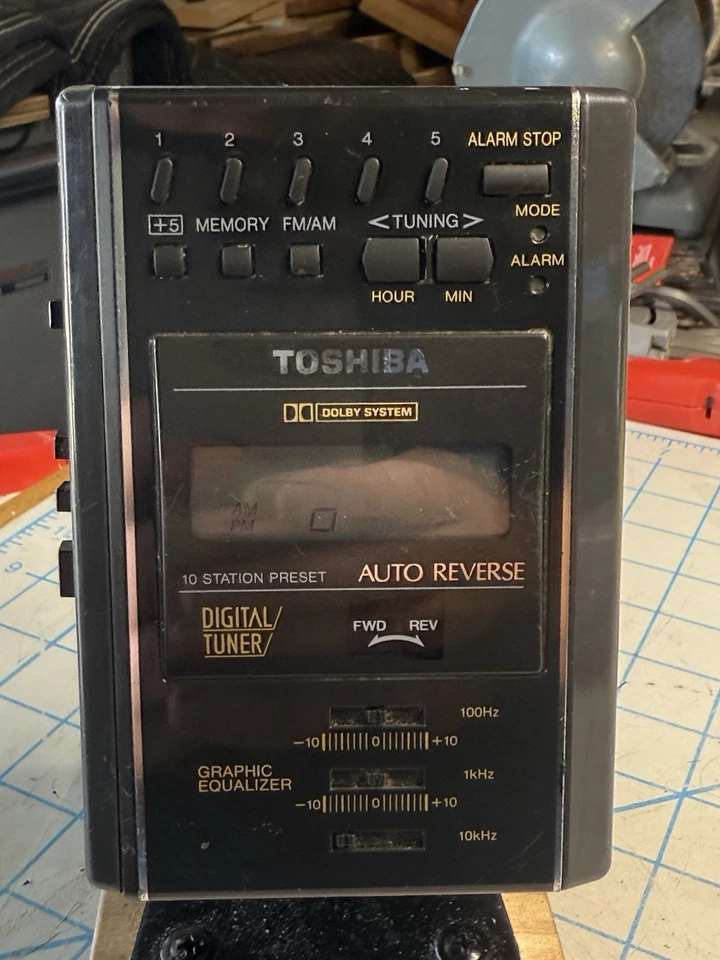 1 2 3 4 5 ALARM STOP
MODE
+5 MEMORY FM/AM <TUNING>
ALARM
HOUR MIN
TOSHIBA
DOLBY SYSTEM
AM
PM
10 STATION PRESET AUTO REVERSE
DIGITAL/
TUNER/
FWD REV
100Hz
−10 0 +10
GRAPHIC
EQUALIZER
1kHz
−10 0 +10
10kHz